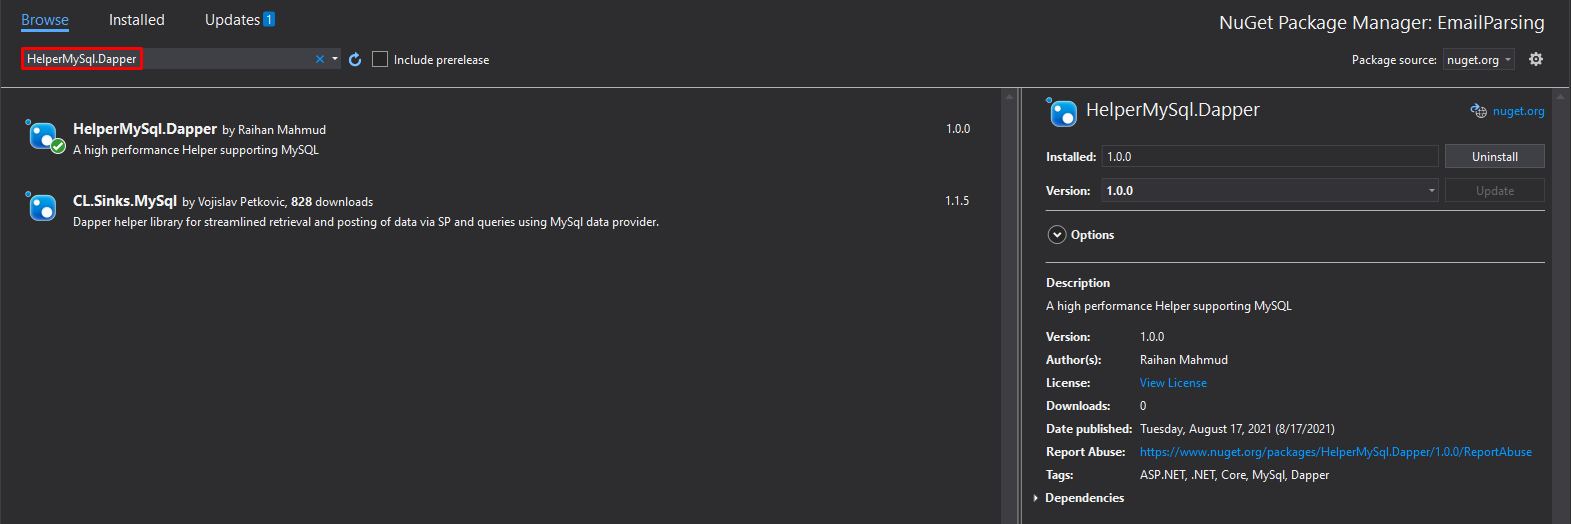 Browse Installed Updates 1
NuGet Package Manager: EmailParsing
HelperMySql.Dapper
Include prerelease
Package source: nuget.org
HelperMySql.Dapper by Raihan Mahmud 1.0.0
A high performance Helper supporting MySQL
CL.Sinks.MySql by Vojislav Petkovic, 828 downloads 1.1.5
Dapper helper library for streamlined retrieval and posting of data via SP and queries using MySql data provider.
HelperMySql.Dapper nuget.org
Installed: 1.0.0 Uninstall
Version: 1.0.0 Update
Options
Description
A high performance Helper supporting MySQL
Version: 1.0.0
Author(s): Raihan Mahmud
License: View License
Downloads: 0
Date published: Tuesday, August 17, 2021 (8/17/2021)
Report Abuse: https://www.nuget.org/packages/HelperMySql.Dapper/1.0.0/ReportAbuse
Tags: ASP.NET, .NET, Core, MySql, Dapper
Dependencies